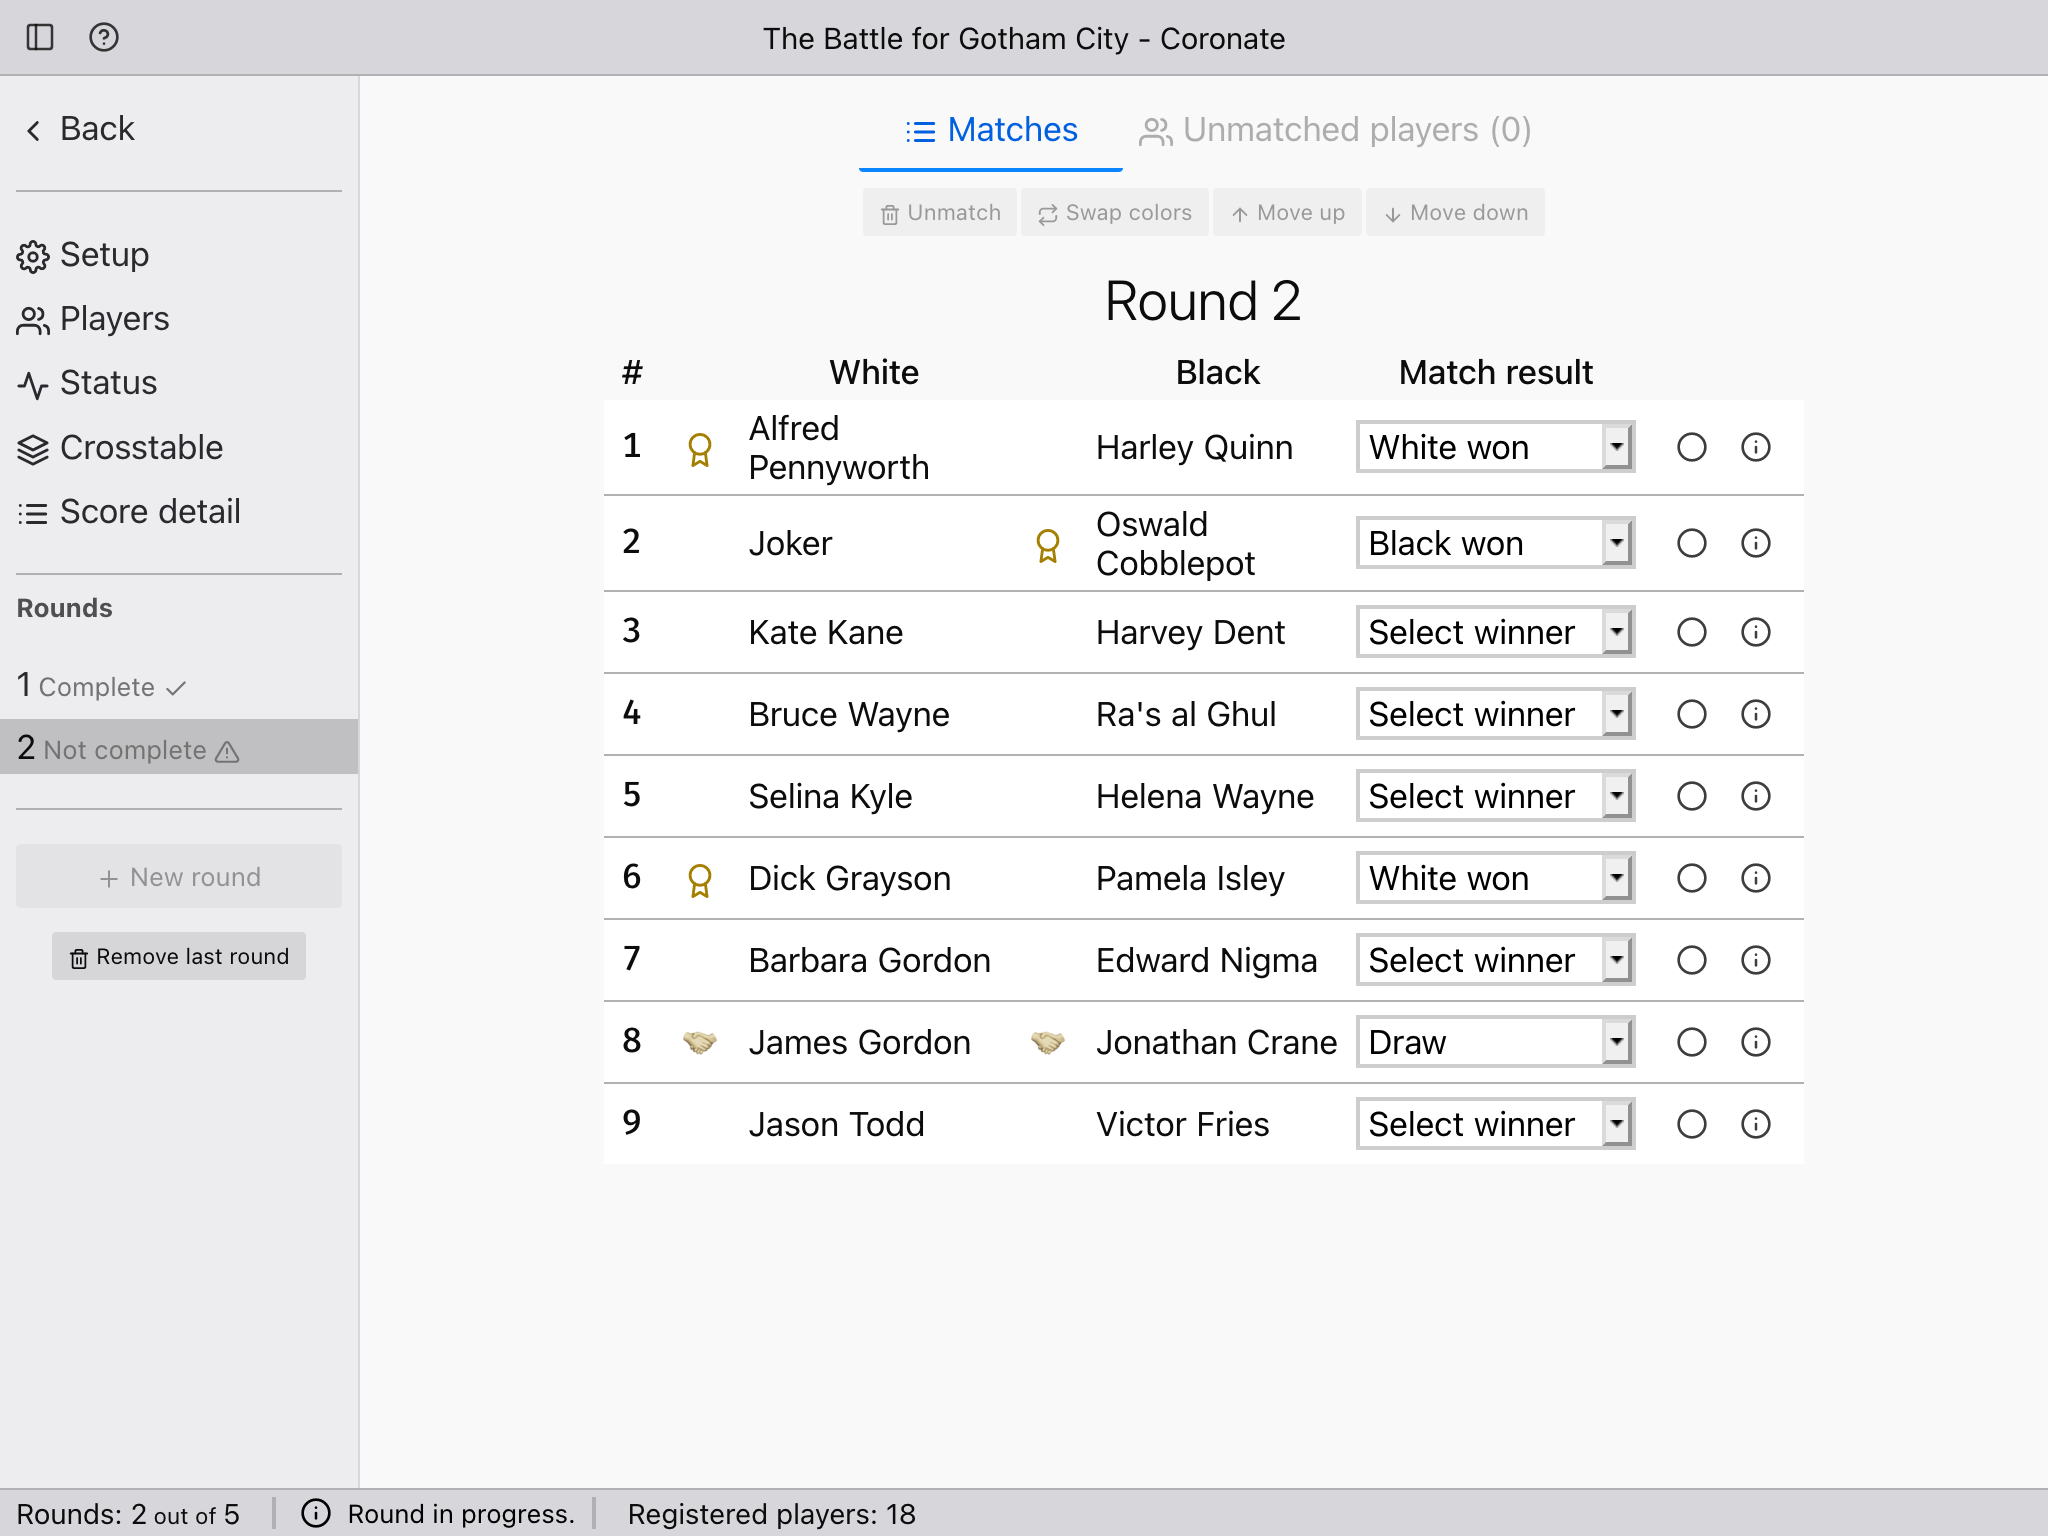 The Battle for Gotham City - Coronate
Back
Setup
Players
Status
Crosstable
Score detail
Rounds
1 Complete
2 Not complete
+ New round
Remove last round
Matches
Unmatched players (0)
Unmatch
Swap colors
Move up
Move down
Round 2
# White Black Match result
1 Alfred Pennyworth Harley Quinn White won
2 Joker Oswald Cobblepot Black won
3 Kate Kane Harvey Dent Select winner
4 Bruce Wayne Ra's al Ghul Select winner
5 Selina Kyle Helena Wayne Select winner
6 Dick Grayson Pamela Isley White won
7 Barbara Gordon Edward Nigma Select winner
8 James Gordon Jonathan Crane Draw
9 Jason Todd Victor Fries Select winner
Rounds: 2 out of 5
Round in progress.
Registered players: 18